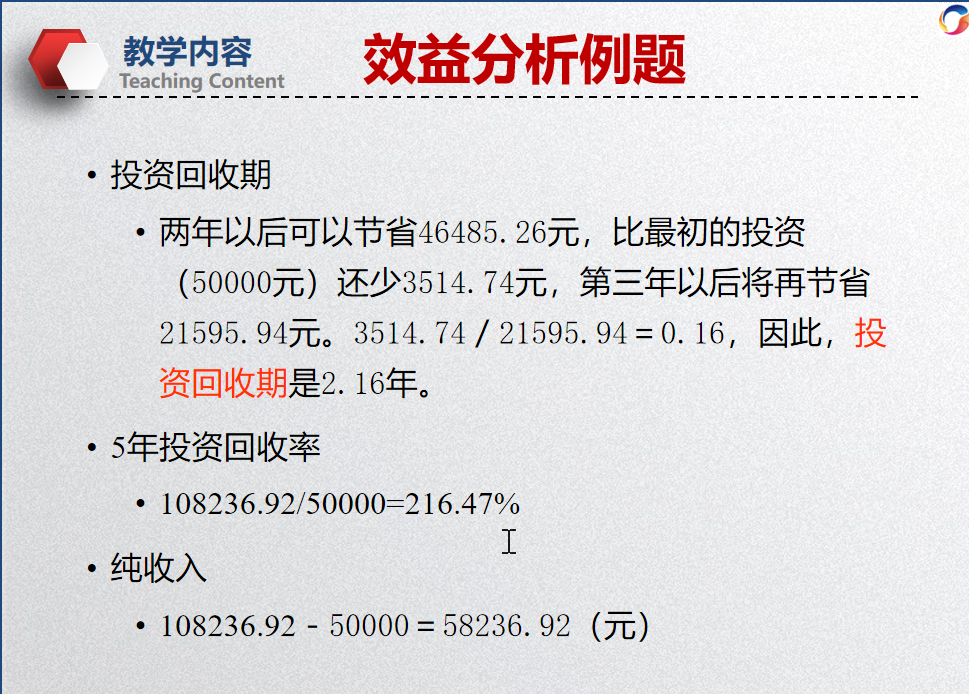 教学内容
Teaching Content
效益分析例题
• 投资回收期
• 两年以后可以节省46485.26元，比最初的投资
（50000元）还少3514.74元，第三年以后将再节省
21595.94元。3514.74／21595.94＝0.16，因此，投
资回收期是2.16年。
• 5年投资回收率
• 108236.92/50000=216.47%
• 纯收入
• 108236.92－50000＝58236.92（元）